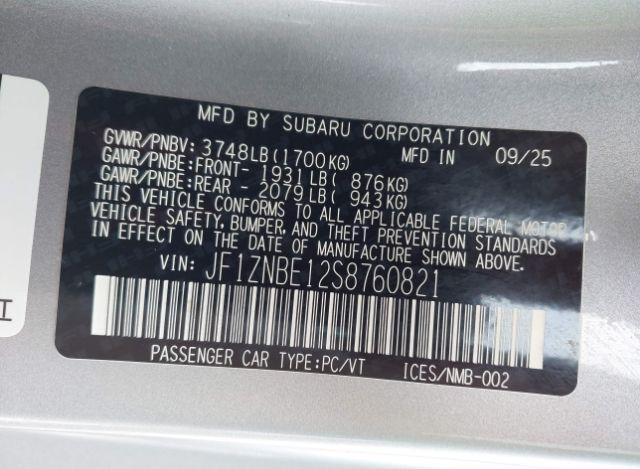 MFD BY SUBARU CORPORATION
GVWR/PNBV: 3748LB(1700KG) MFD IN 09/25
GAWR/PNBE:FRONT- 1931LB( 876KG)
GAWR/PNBE:REAR - 2079LB( 943KG)
THIS VEHICLE CONFORMS TO ALL APPLICABLE FEDERAL MOTOR
VEHICLE SAFETY, BUMPER, AND THEFT PREVENTION STANDARDS
IN EFFECT ON THE DATE OF MANUFACTURE SHOWN ABOVE.
VIN: JF1ZNBE12S8760821
PASSENGER CAR TYPE:PC/VT ICES/NMB-002